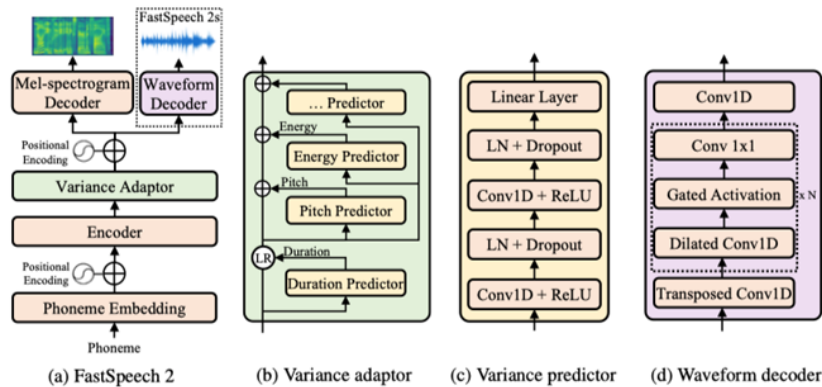 FastSpeech 2s
Mel-spectrogram
Decoder
Waveform
Decoder
Positional
Encoding
Variance Adaptor
Encoder
Positional
Encoding
Phoneme Embedding
Phoneme
(a) FastSpeech 2
... Predictor
Energy
Energy Predictor
Pitch
Pitch Predictor
LR
Duration
Duration Predictor
(b) Variance adaptor
Linear Layer
LN + Dropout
Conv1D + ReLU
LN + Dropout
Conv1D + ReLU
(c) Variance predictor
Conv1D
Conv 1x1
Gated Activation
x N
Dilated Conv1D
Transposed Conv1D
(d) Waveform decoder